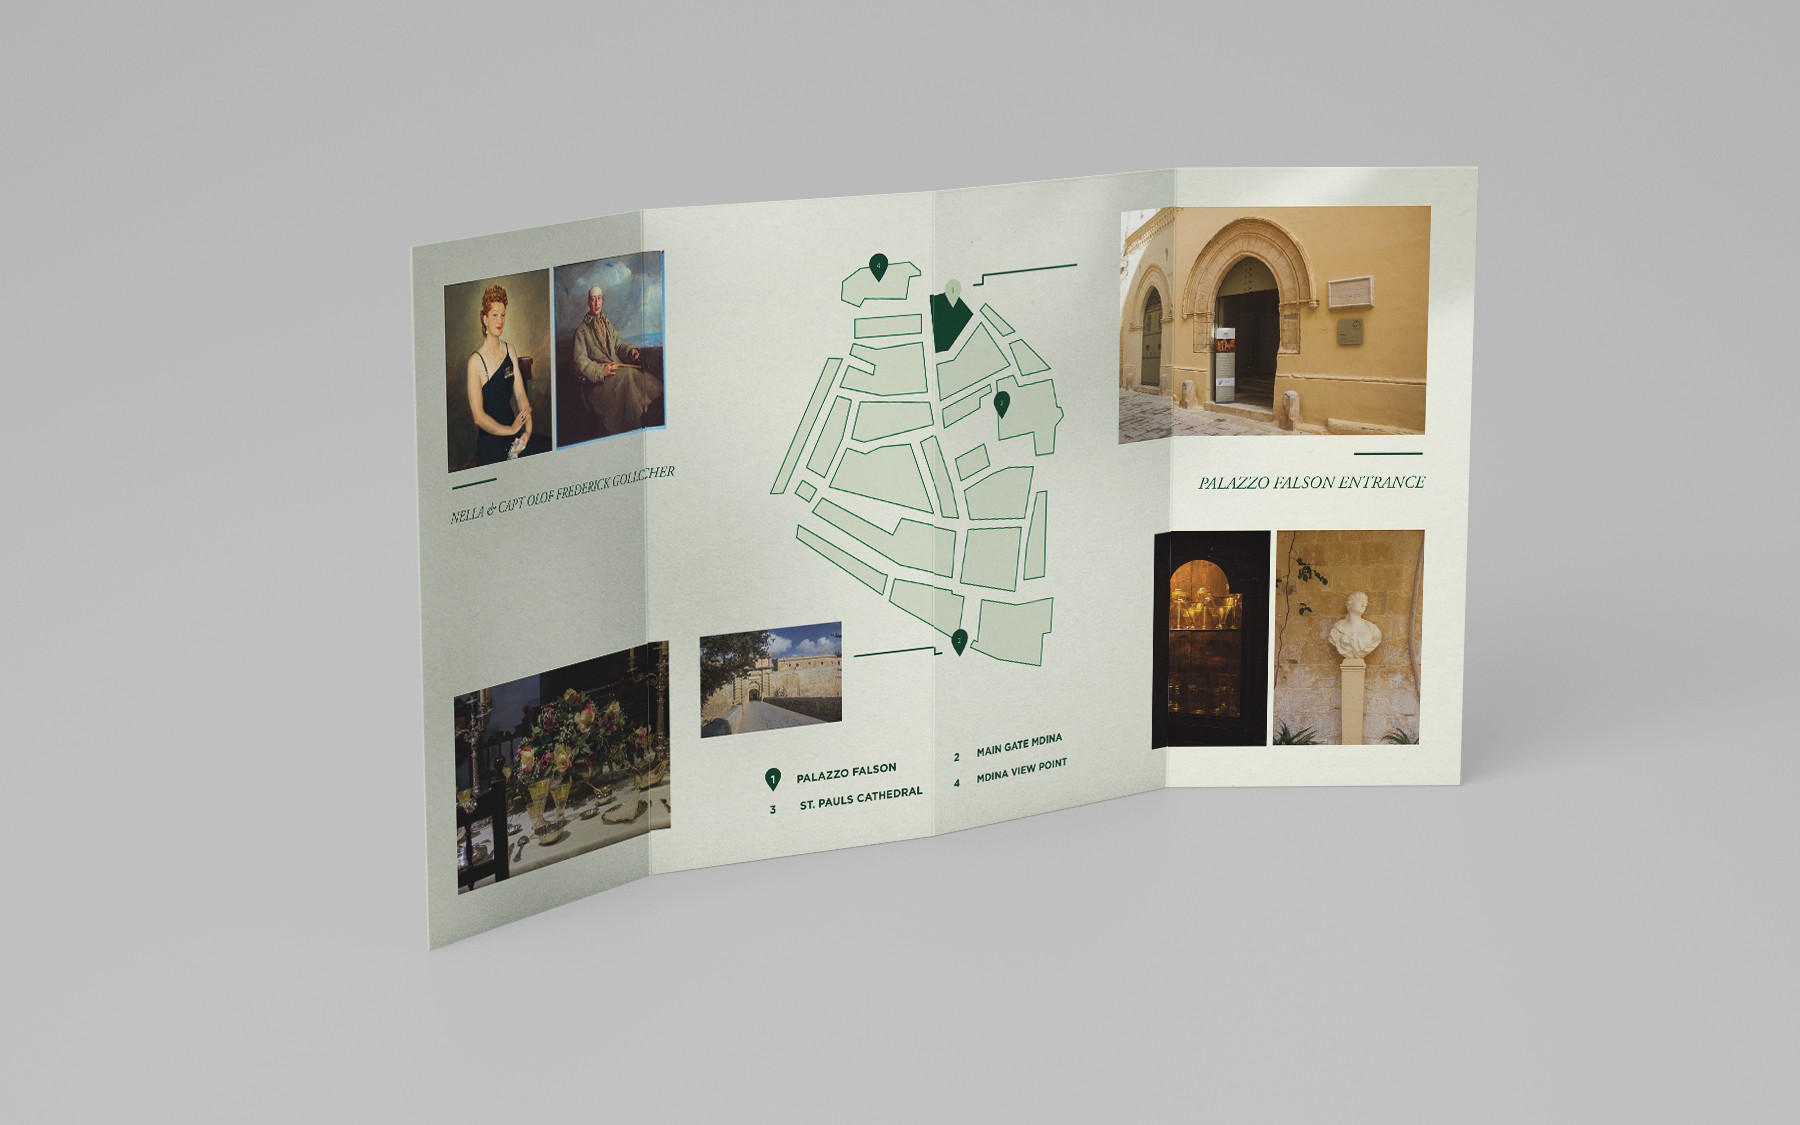 NELLA & CAPT OLOF FREDERICK GOLLCHER
4
1
2
PALAZZO FALSON ENTRANCE
1 PALAZZO FALSON
3 ST. PAULS CATHEDRAL
2 MAIN GATE MDINA
4 MDINA VIEW POINT